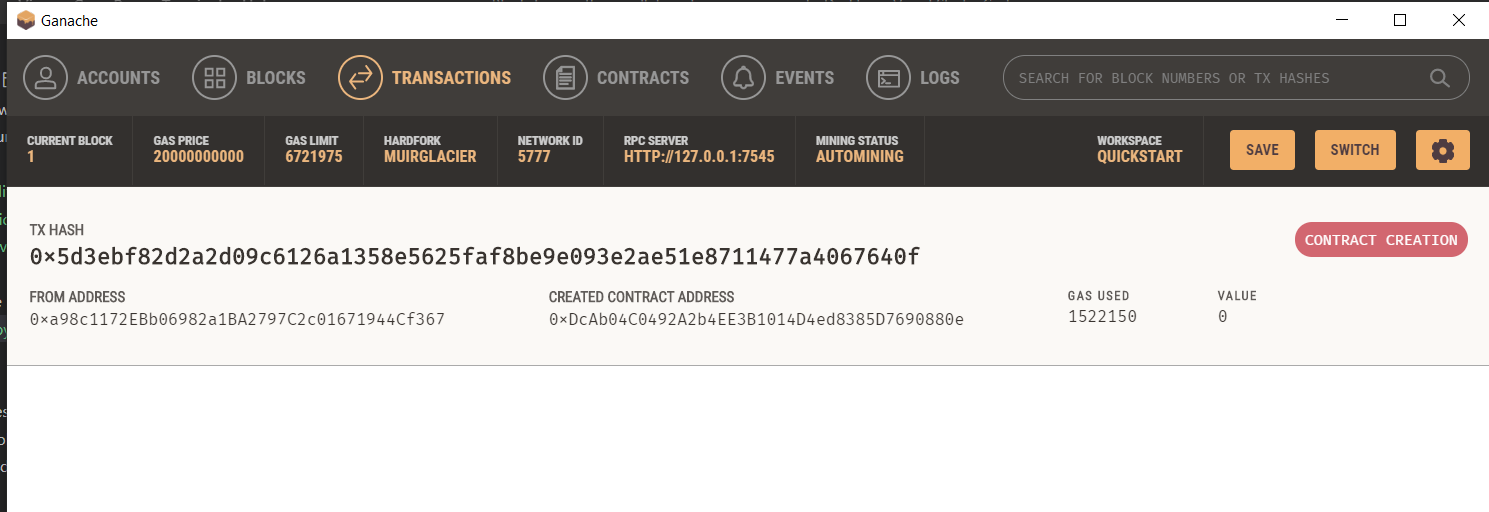 Ganache
ACCOUNTS BLOCKS TRANSACTIONS CONTRACTS EVENTS LOGS SEARCH FOR BLOCK NUMBERS OR TX HASHES
CURRENT BLOCK GAS PRICE GAS LIMIT HARDFORK NETWORK ID RPC SERVER MINING STATUS WORKSPACE
1 20000000000 6721975 MUIRGLACIER 5777 HTTP://127.0.0.1:7545 AUTOMINING QUICKSTART SAVE SWITCH
TX HASH
0×5d3ebf82d2a2d09c6126a1358e5625faf8be9e093e2ae51e8711477a4067640f CONTRACT CREATION
FROM ADDRESS CREATED CONTRACT ADDRESS GAS USED VALUE
0×a98c1172EBb06982a1BA2797C2c01671944Cf367 0×DcAb04C0492A2b4EE3B1014D4ed8385D7690880e 1522150 0